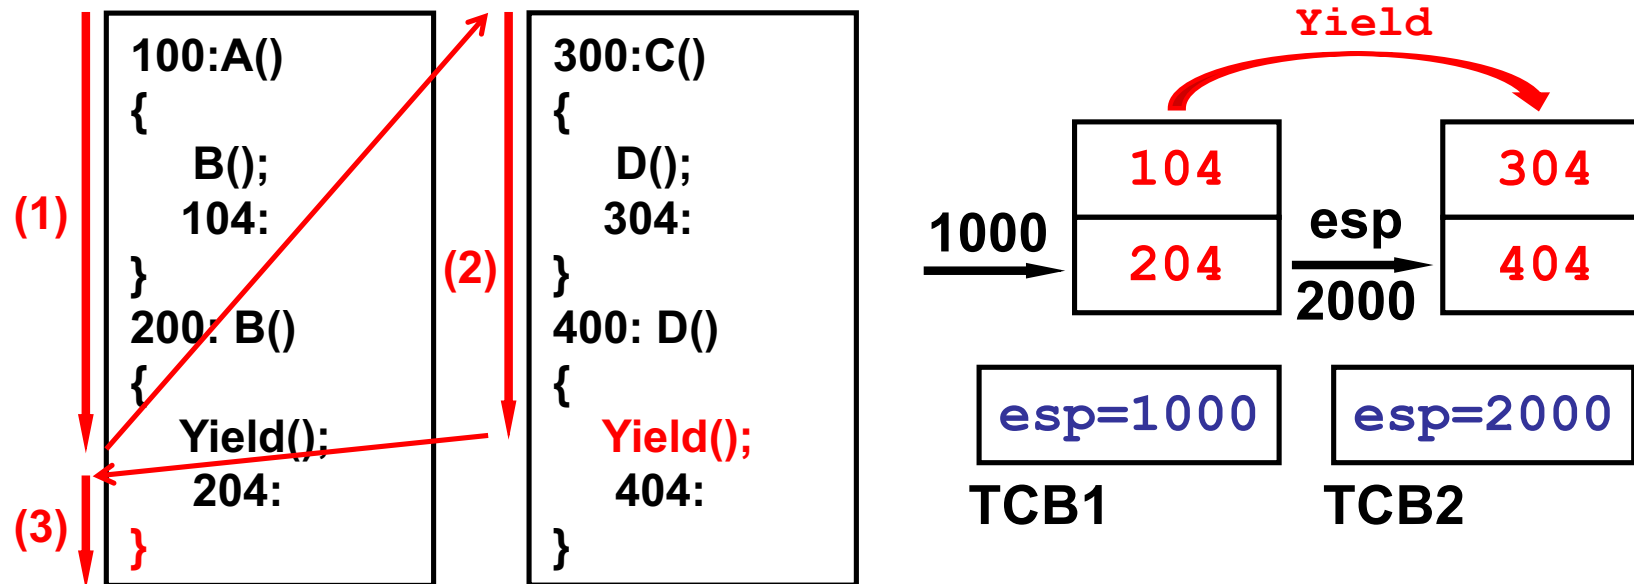 (1)
(3)
100:A()
{
B();
104:
}
200: B()
{
Yield();
204:
}
(2)
300:C()
{
D();
304:
}
400: D()
{
Yield();
404:
}
Yield
1000
104
204
esp
2000
304
404
esp=1000
TCB1
esp=2000
TCB2